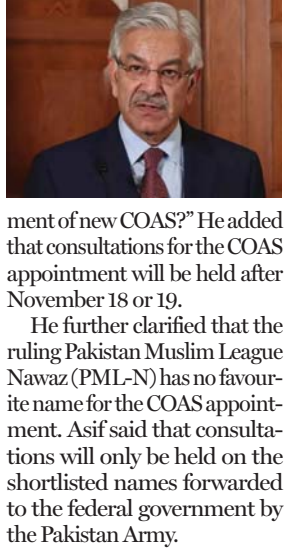 ment of new COAS?” He added
that consultations for the COAS
appointment will be held after
November 18 or 19.
He further clarified that the
ruling Pakistan Muslim League
Nawaz (PML-N) has no favour-
ite name for the COAS appoint-
ment. Asif said that consulta-
tions will only be held on the
shortlisted names forwarded
to the federal government by
the Pakistan Army.